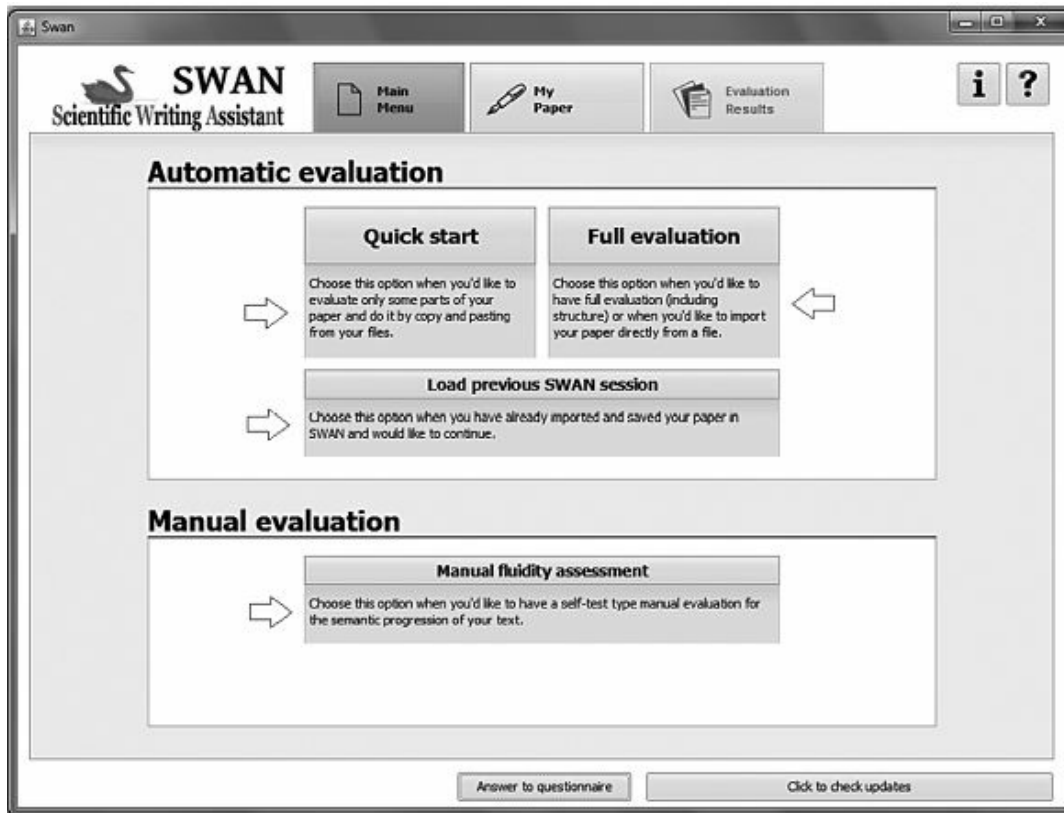 Swan
SWAN
Scientific Writing Assistant
Main
Menu
My
Paper
Evaluation
Results
i ?
Automatic evaluation
Quick start
Choose this option when you'd like to
evaluate only some parts of your
paper and do it by copy and pasting
from your files.
Full evaluation
Choose this option when you'd like to
have full evaluation (including
structure) or when you'd like to import
your paper directly from a file.
Load previous SWAN session
Choose this option when you have already imported and saved your paper in
SWAN and would like to continue.
Manual evaluation
Manual fluidity assessment
Choose this option when you'd like to have a self-test type manual evaluation for
the semantic progression of your text.
Answer to questionnaire
Click to check updates